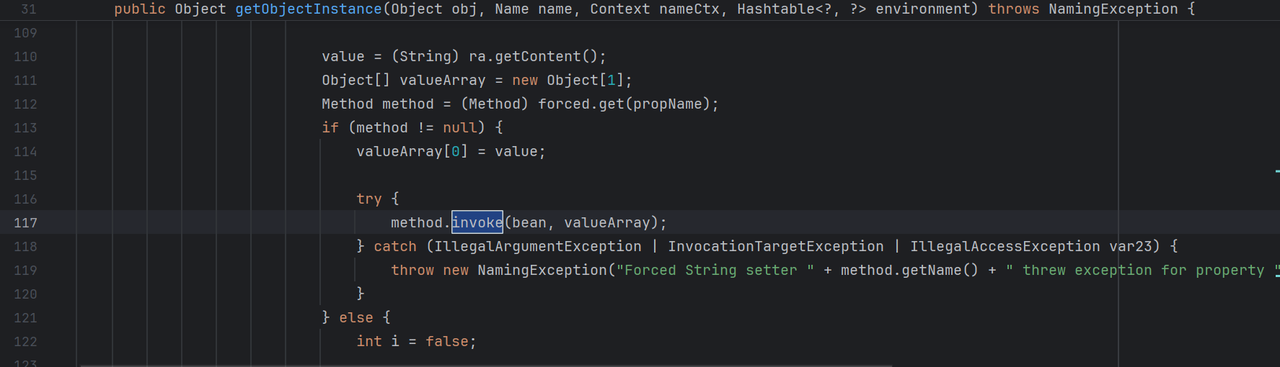 31 public Object getObjectInstance(Object obj, Name name, Context nameCtx, Hashtable<?, ?> environment) throws NamingException {
109
110 value = (String) ra.getContent();
111 Object[] valueArray = new Object[1];
112 Method method = (Method) forced.get(propName);
113 if (method != null) {
114 valueArray[0] = value;
115
116 try {
117 method.invoke(bean, valueArray);
118 } catch (IllegalArgumentException | InvocationTargetException | IllegalAccessException var23) {
119 throw new NamingException("Forced String setter " + method.getName() + " threw exception for property "
120 }
121 } else {
122 int i = false;
123